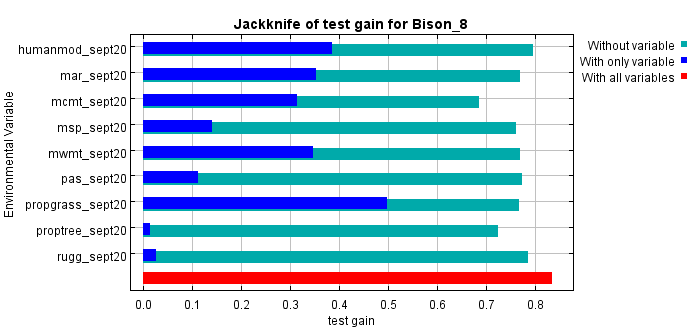 Jackknife of test gain for Bison_8
Environmental Variable
humanmod_sept20
mar_sept20
mcmt_sept20
msp_sept20
mwmt_sept20
pas_sept20
propgrass_sept20
proptree_sept20
rugg_sept20
0.0 0.1 0.2 0.3 0.4 0.5 0.6 0.7 0.8
test gain
Without variable
With only variable
With all variables